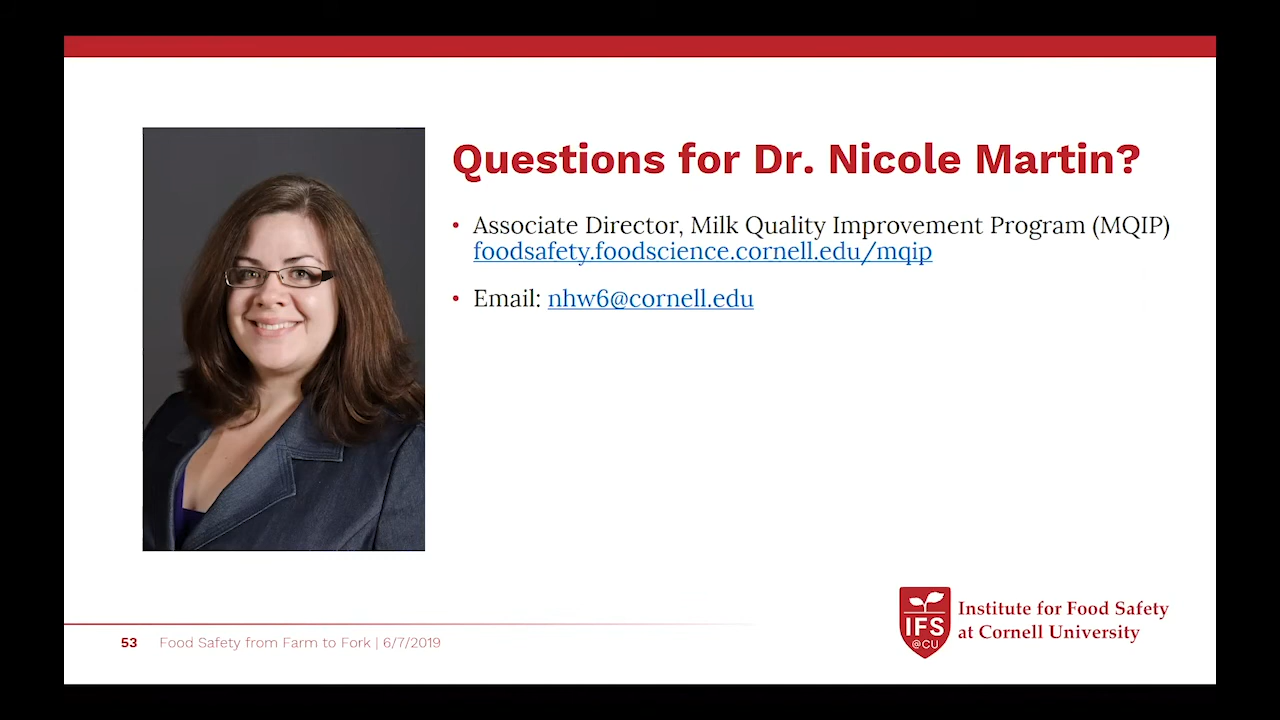 Questions for Dr. Nicole Martin?
• Associate Director, Milk Quality Improvement Program (MQIP)
foodsafety.foodscience.cornell.edu/mqip
• Email: nhw6@cornell.edu
53 Food Safety from Farm to Fork | 6/7/2019
IFS
@CU
Institute for Food Safety
at Cornell University